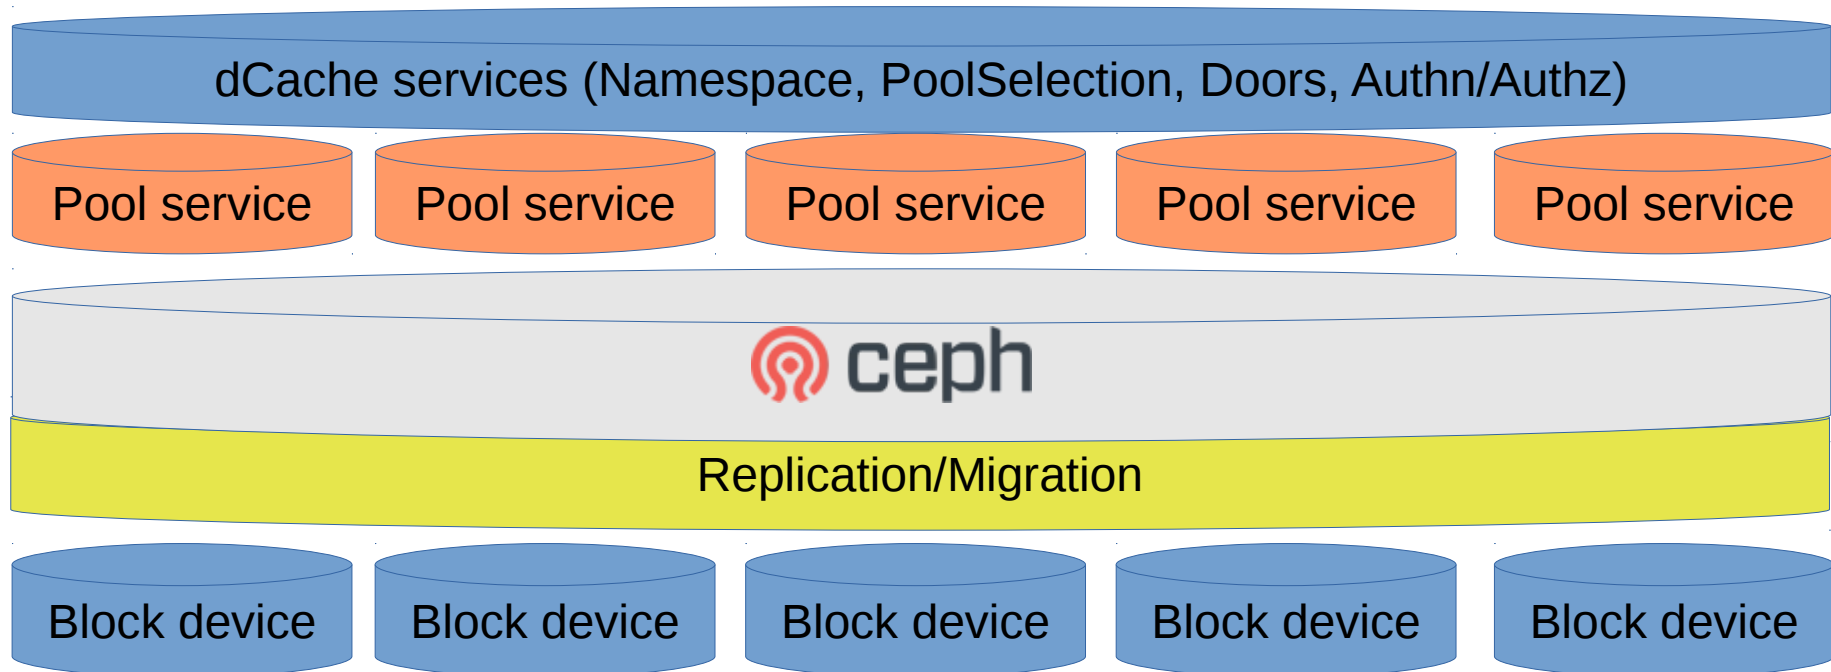 dCache services (Namespace, PoolSelection, Doors, Authn/Authz)
Pool service
Pool service
Pool service
Pool service
Pool service
ceph
Replication/Migration
Block device
Block device
Block device
Block device
Block device